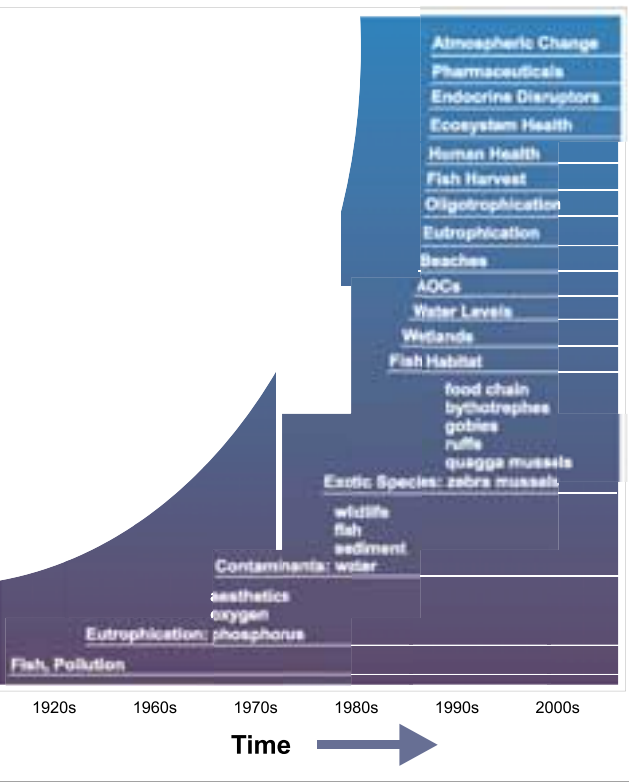 Atmospheric Change
Pharmaceuticals
Endocrine Disruptors
Ecosystem Health
Human Health
Fish Harvest
Oligotrophication
Eutrophication
Beaches
AOCs
Water Levels
Wetlands
Fish Habitat
food chain
bythotrephes
gobies
ruffe
quagga mussels
Exotic Species: zebra mussels
wildlife
fish
sediment
Contaminants: water
aesthetics
oxygen
Eutrophication: phosphorus
Fish, Pollution
1920s 1960s 1970s 1980s 1990s 2000s
Time